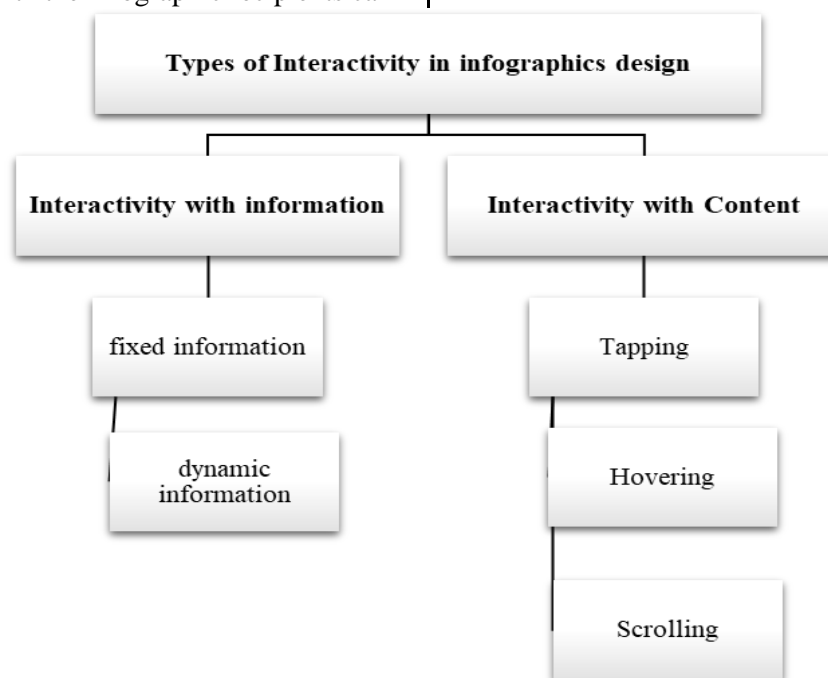 Types of Interactivity in infographics design
Interactivity with information
Interactivity with Content
fixed information
Tapping
dynamic
information
Hovering
Scrolling